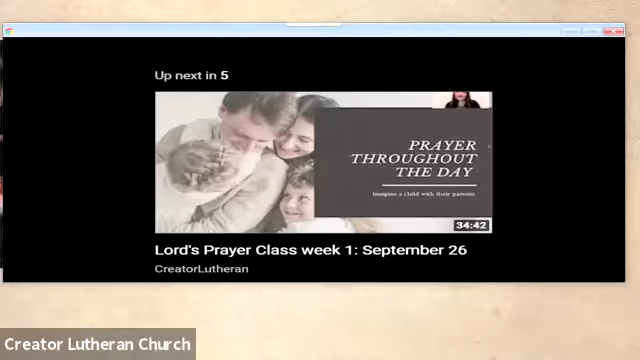 Up next in 5
PRAYER
THROUGHOUT
THE DAY
Imagine a child with their parents
34:42
Lord's Prayer Class week 1: September 26
CreatorLutheran
Creator Lutheran Church